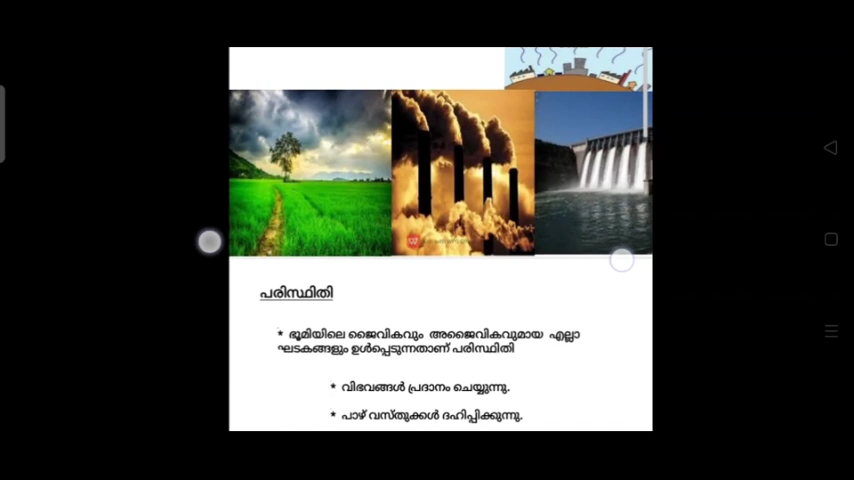 പരിസ്ഥിതി
* ഭൂമിയിലെ ജൈവികവും അജൈവികവുമായ എല്ലാ
ഘടകങ്ങളും ഉൾപ്പെടുന്നതാണ് പരിസ്ഥിതി
* വിഭവങ്ങൾ പ്രദാനം ചെയ്യുന്നു.
* പാഴ് വസ്തുക്കൾ ദഹിപ്പിക്കുന്നു.